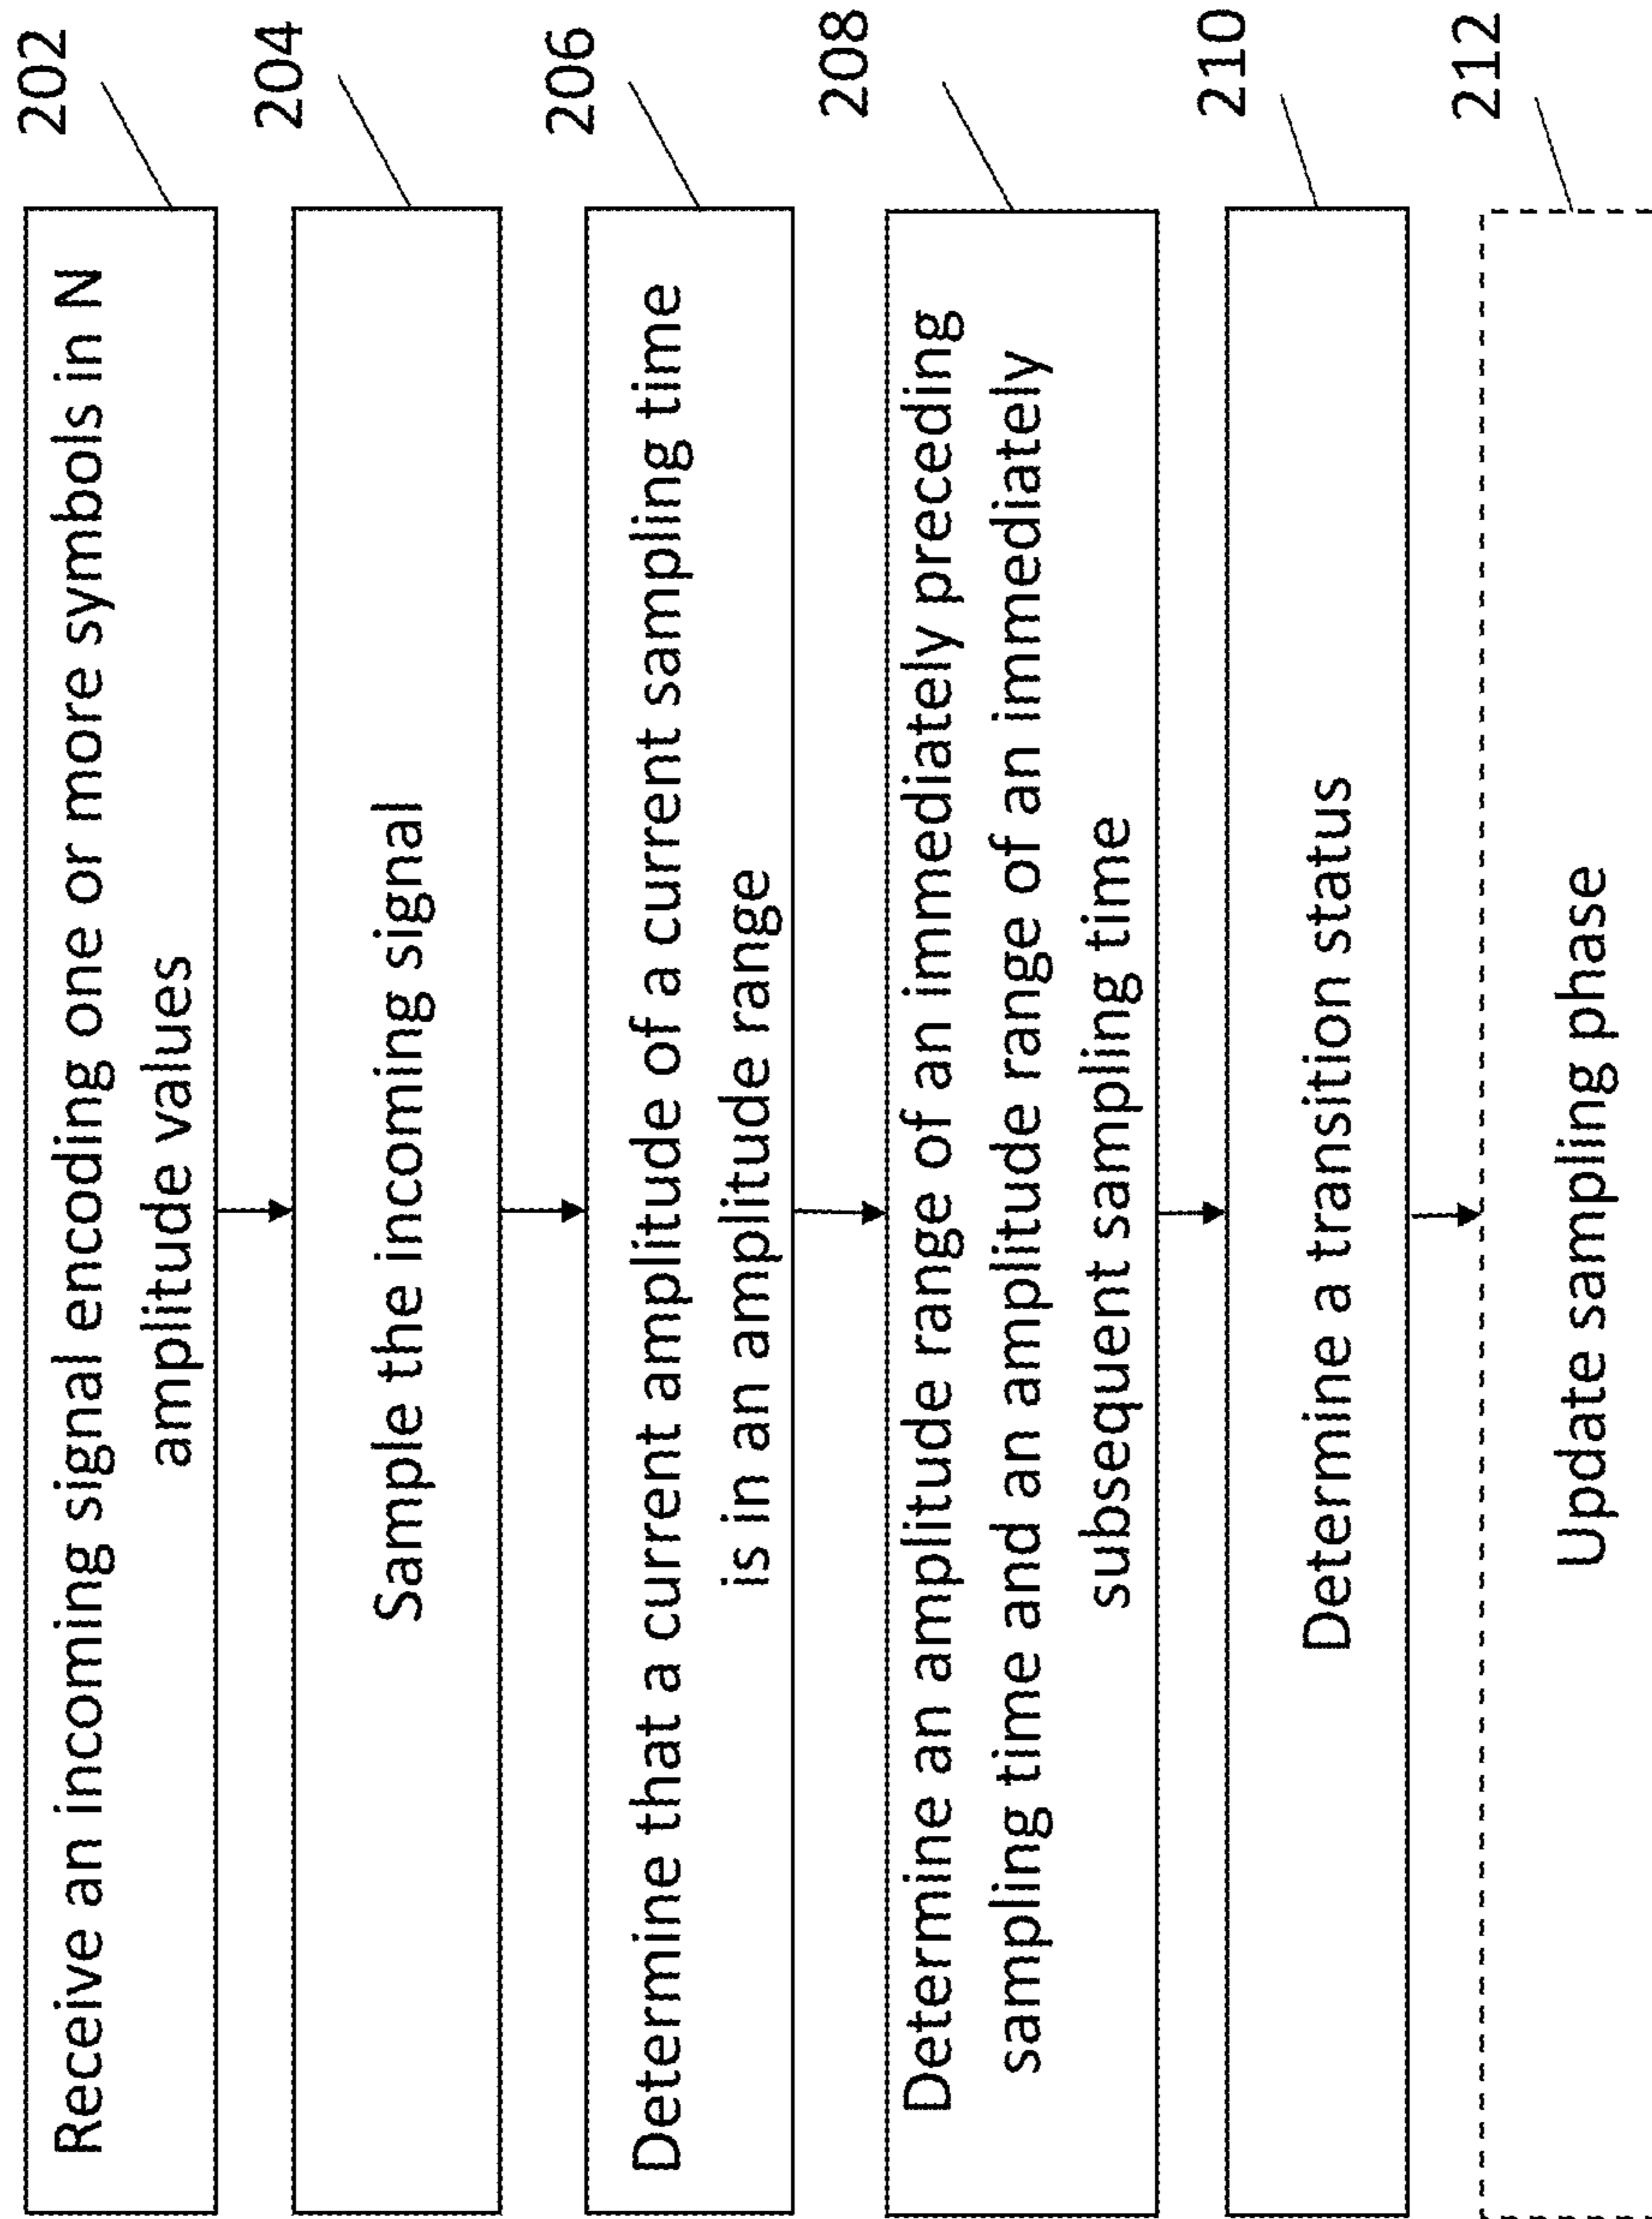 Receive an incoming signal encoding one or more symbols in N
amplitude values
202
Sample the incoming signal
204
Determine that a current amplitude of a current sampling time
is in an amplitude range
206
Determine an amplitude range of an immediately preceding
sampling time and an amplitude range of an immediately
subsequent sampling time
208
Determine a transition status
210
Update sampling phase
212